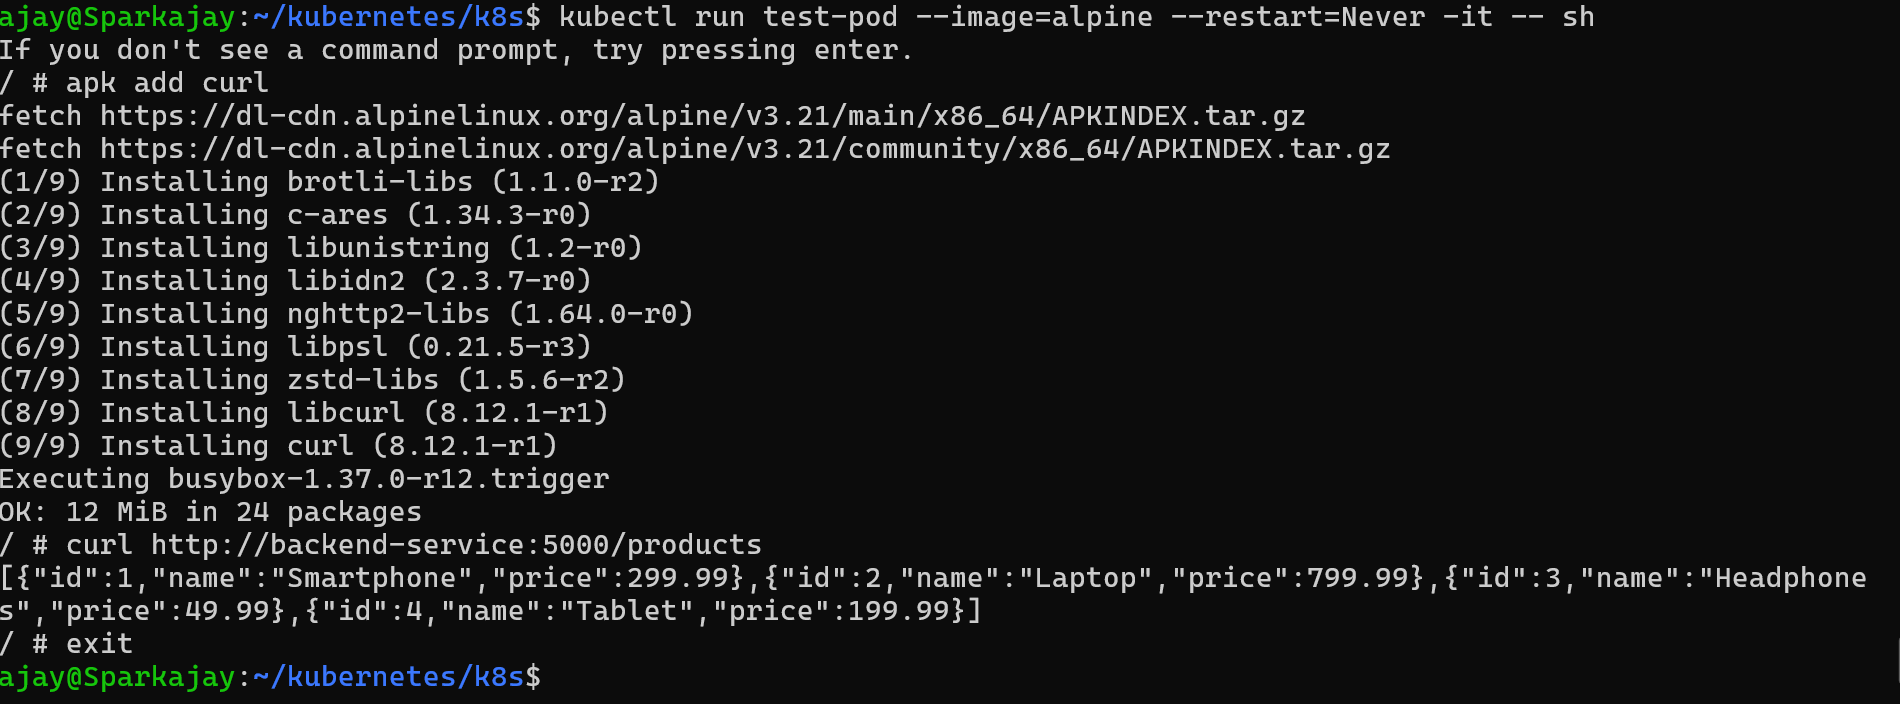 ajay@Sparkajay:~/kubernetes/k8s$ kubectl run test-pod --image=alpine --restart=Never -it -- sh
If you don't see a command prompt, try pressing enter.
/ # apk add curl
fetch https://dl-cdn.alpinelinux.org/alpine/v3.21/main/x86_64/APKINDEX.tar.gz
fetch https://dl-cdn.alpinelinux.org/alpine/v3.21/community/x86_64/APKINDEX.tar.gz
(1/9) Installing brotli-libs (1.1.0-r2)
(2/9) Installing c-ares (1.34.3-r0)
(3/9) Installing libunistring (1.2-r0)
(4/9) Installing libidn2 (2.3.7-r0)
(5/9) Installing nghttp2-libs (1.64.0-r0)
(6/9) Installing libpsl (0.21.5-r3)
(7/9) Installing zstd-libs (1.5.6-r2)
(8/9) Installing libcurl (8.12.1-r1)
(9/9) Installing curl (8.12.1-r1)
Executing busybox-1.37.0-r12.trigger
OK: 12 MiB in 24 packages
/ # curl http://backend-service:5000/products
[{"id":1,"name":"Smartphone","price":299.99},{"id":2,"name":"Laptop","price":799.99},{"id":3,"name":"Headphone
s","price":49.99},{"id":4,"name":"Tablet","price":199.99}]
/ # exit
ajay@Sparkajay:~/kubernetes/k8s$